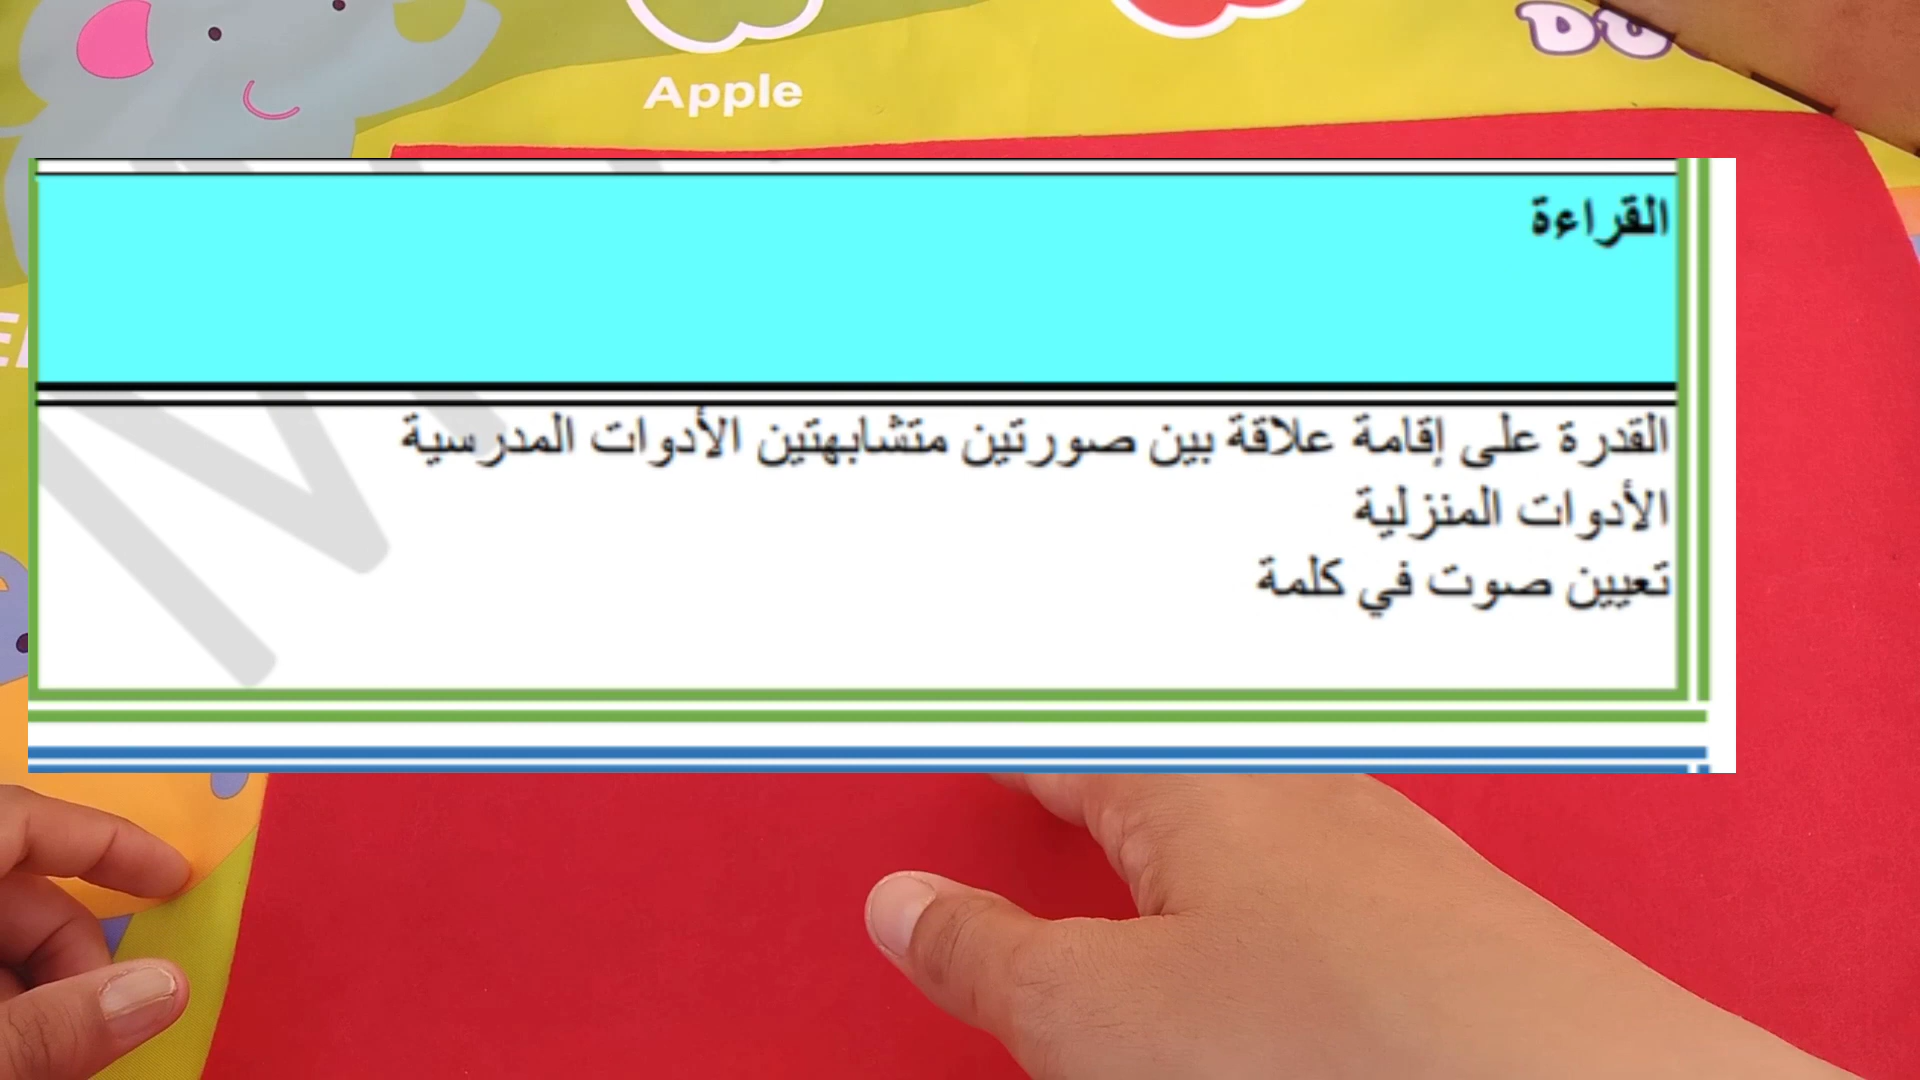 Apple
القراءة
القدرة على إقامة علاقة بين صورتين متشابهتين الأدوات المدرسية
الأدوات المنزلية
تعيين صوت في كلمة